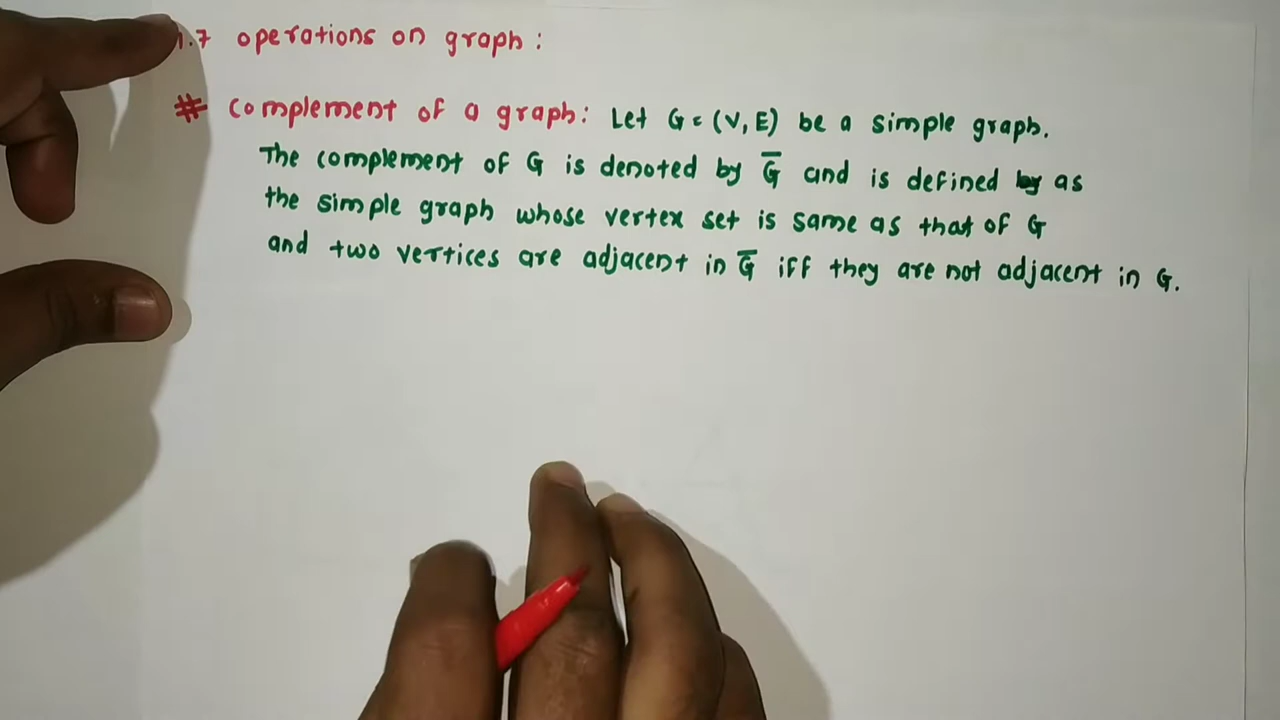 1.7 operations on graph:
# complement of a graph: Let G = (V, E) be a simple graph.
The complement of G is denoted by G̅ and is defined as
the simple graph whose vertex set is same as that of G
and two vertices are adjacent in G̅ iff they are not adjacent in G.